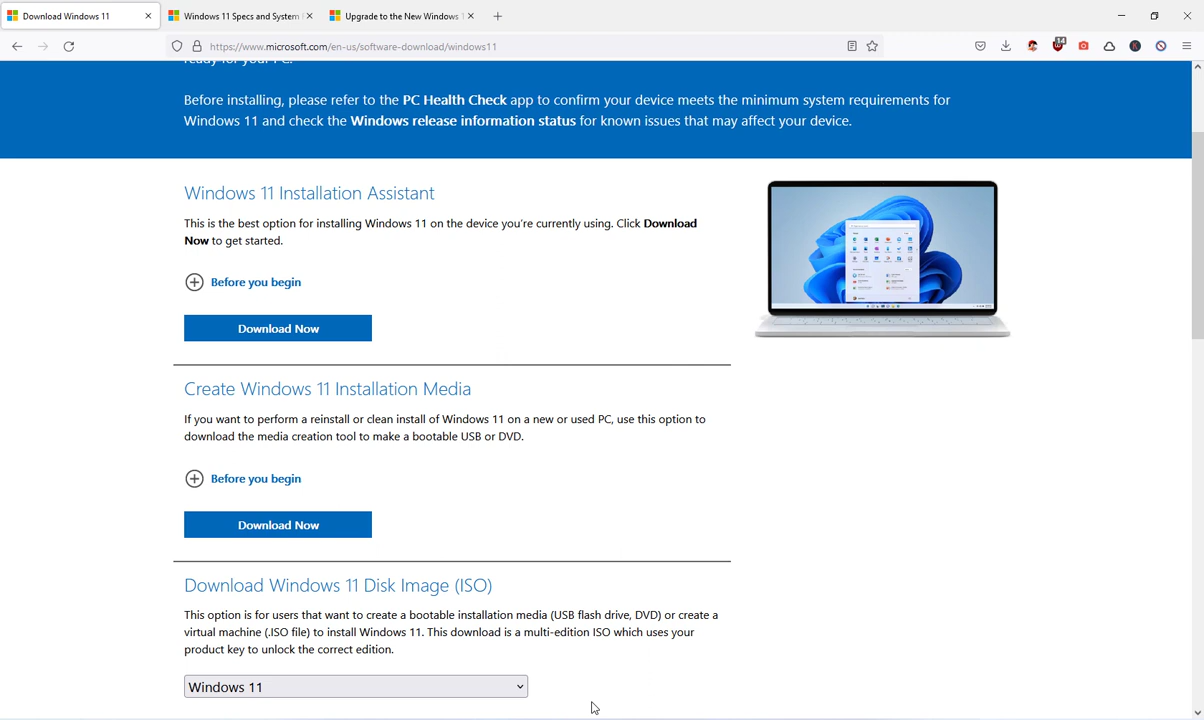 Download Windows 11
Windows 11 Specs and System
Upgrade to the New Windows 1
https://www.microsoft.com/en-us/software-download/windows11
14
ready for your PC.
Before installing, please refer to the PC Health Check app to confirm your device meets the minimum system requirements for
Windows 11 and check the Windows release information status for known issues that may affect your device.
Windows 11 Installation Assistant
This is the best option for installing Windows 11 on the device you're currently using. Click Download
Now to get started.
Before you begin
Download Now
Create Windows 11 Installation Media
If you want to perform a reinstall or clean install of Windows 11 on a new or used PC, use this option to
download the media creation tool to make a bootable USB or DVD.
Before you begin
Download Now
Download Windows 11 Disk Image (ISO)
This option is for users that want to create a bootable installation media (USB flash drive, DVD) or create a
virtual machine (.ISO file) to install Windows 11. This download is a multi-edition ISO which uses your
product key to unlock the correct edition.
Windows 11